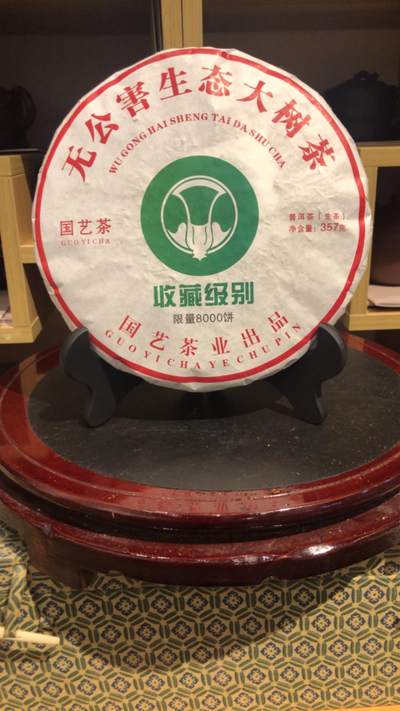 无公害生态大树茶
WU GONG HAI SHENG TAI DA SHU CHA
国艺茶
GUO YI CHA
普洱茶（生茶）
净含量：357克
收藏级别
限量8000饼
国艺茶业出品
GUO YI CHA YE CHU PIN